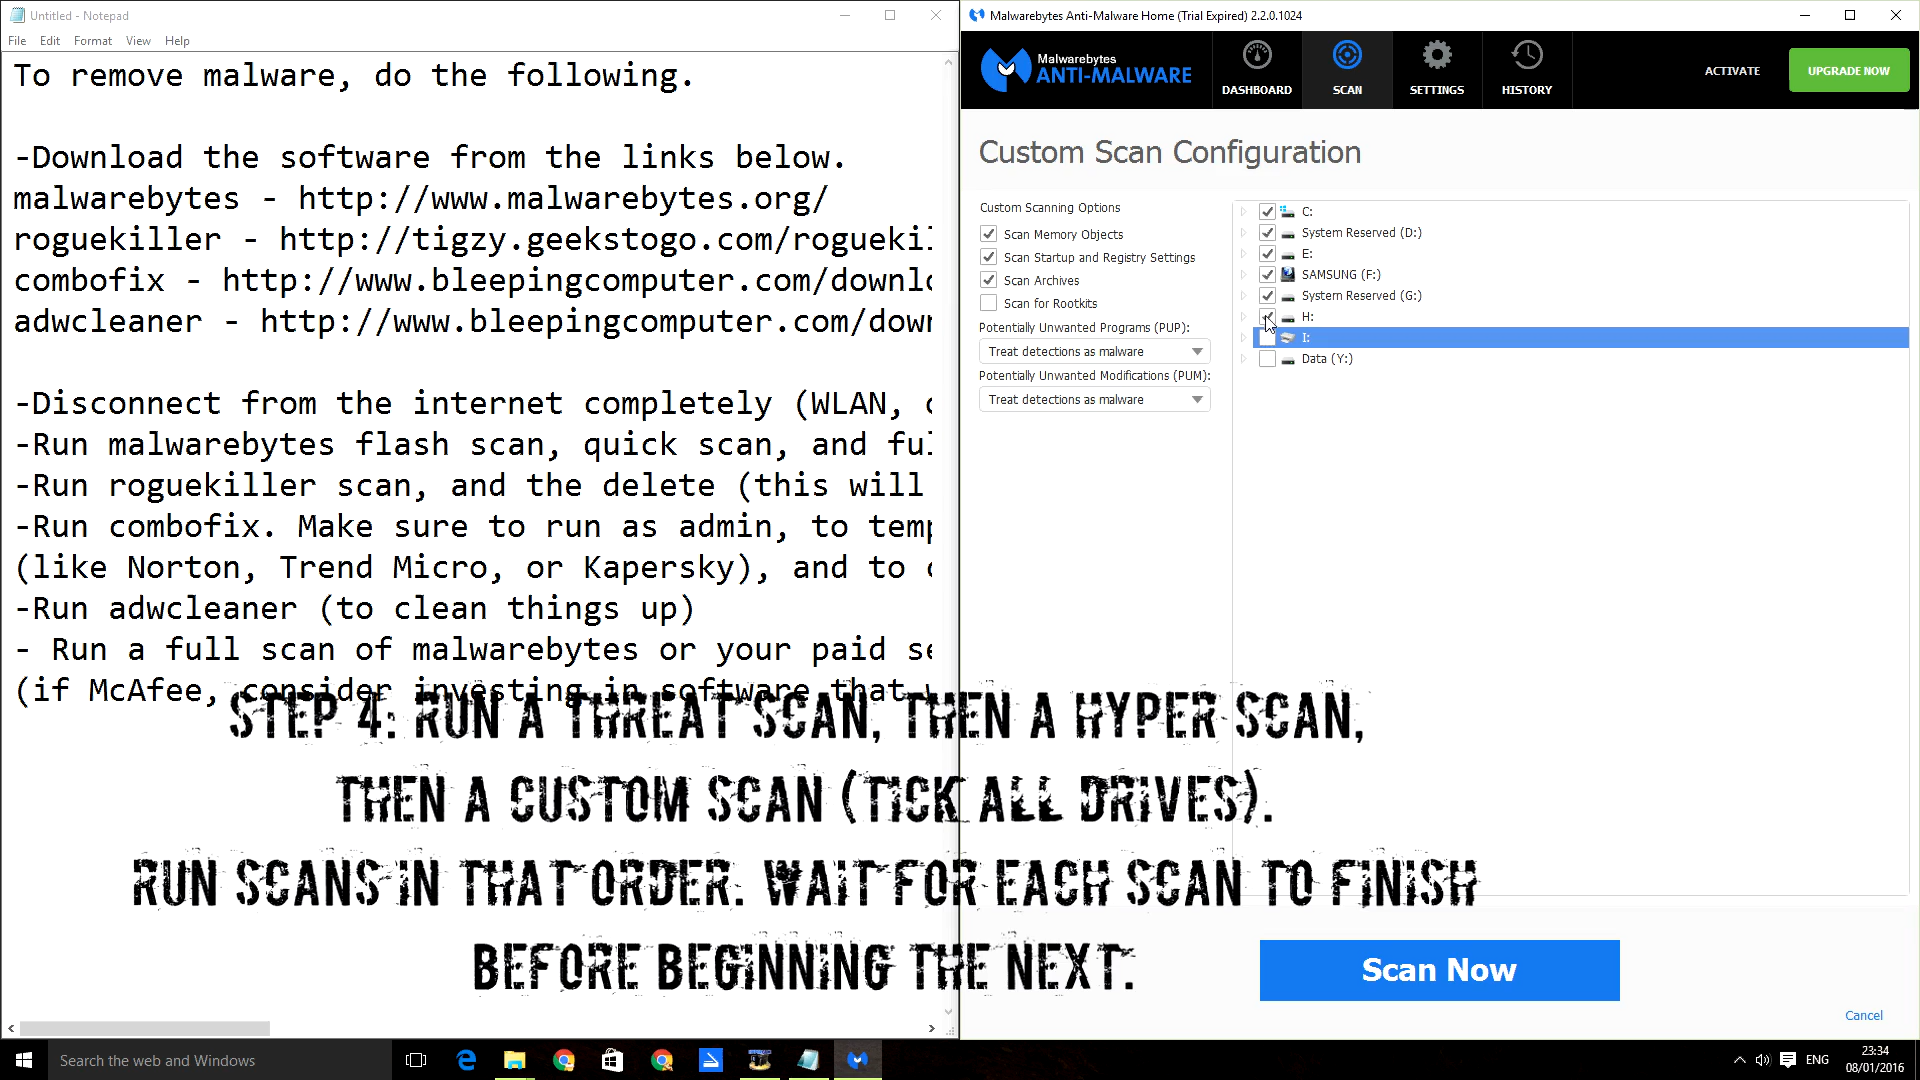 Untitled - Notepad
File Edit Format View Help
To remove malware, do the following.
-Download the software from the links below.
malwarebytes - http://www.malwarebytes.org/
roguekiller - http://tigzy.geekstogo.com/rogueki
combofix - http://www.bleepingcomputer.com/downl
adwcleaner - http://www.bleepingcomputer.com/down
-Disconnect from the internet completely (WLAN,
-Run malwarebytes flash scan, quick scan, and fu
-Run roguekiller scan, and the delete (this will
-Run combofix. Make sure to run as admin, to temp
(like Norton, Trend Micro, or Kapersky), and to
-Run adwcleaner (to clean things up)
- Run a full scan of malwarebytes or your paid se
(if McAfee, consider investing in software that
Malwarebytes Anti-Malware Home (Trial Expired) 2.2.0.1024
Malwarebytes
ANTI-MALWARE
DASHBOARD SCAN SETTINGS HISTORY
ACTIVATE
UPGRADE NOW
Custom Scan Configuration
Custom Scanning Options
Scan Memory Objects
Scan Startup and Registry Settings
Scan Archives
Scan for Rootkits
Potentially Unwanted Programs (PUP):
Treat detections as malware
Potentially Unwanted Modifications (PUM):
Treat detections as malware
C:
System Reserved (D:)
E:
SAMSUNG (F:)
System Reserved (G:)
H:
I:
Data (Y:)
STEP 4: RUN A THREAT SCAN, THEN A HYPER SCAN,
THEN A CUSTOM SCAN (TICK ALL DRIVES).
RUN SCANS IN THAT ORDER. WAIT FOR EACH SCAN TO FINISH
BEFORE BEGINNING THE NEXT.
Scan Now
Cancel
Search the web and Windows
ENG
23:34
08/01/2016